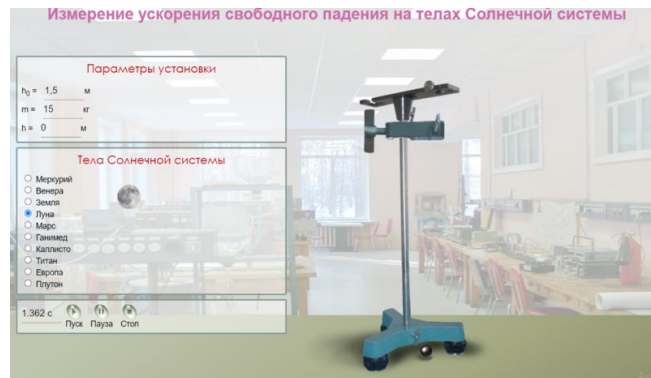 Измерение ускорения свободного падения на телах Солнечной системы
Параметры установки
h₀ = 1,5 м
m = 15 кг
h = 0 м
Тела Солнечной системы
Меркурий
Венера
Земля
Луна
Марс
Ганимед
Каллисто
Титан
Европа
Плутон
1.362 с
Пуск Пауза Стоп